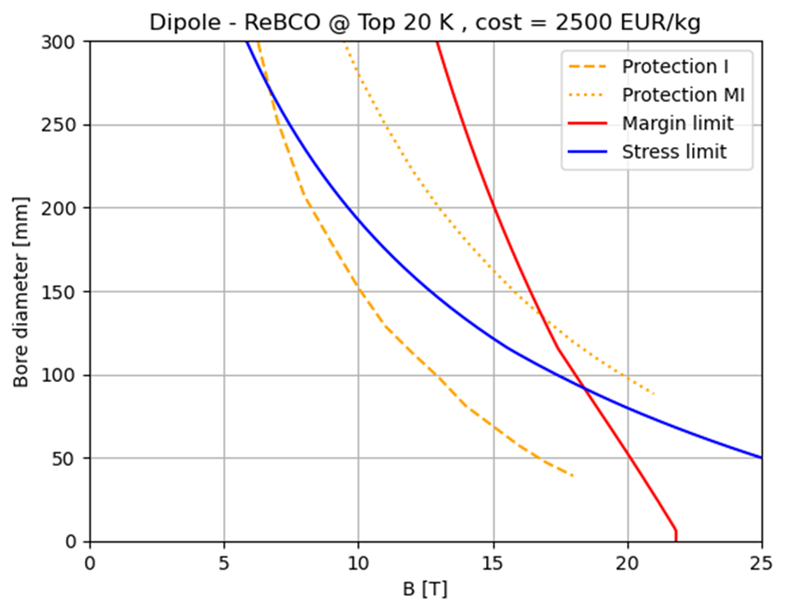 Dipole - ReBCO @ Top 20 K , cost = 2500 EUR/kg
Protection I
Protection MI
Margin limit
Stress limit
Bore diameter [mm]
300
250
200
150
100
50
0
0 5 10 15 20 25
B [T]